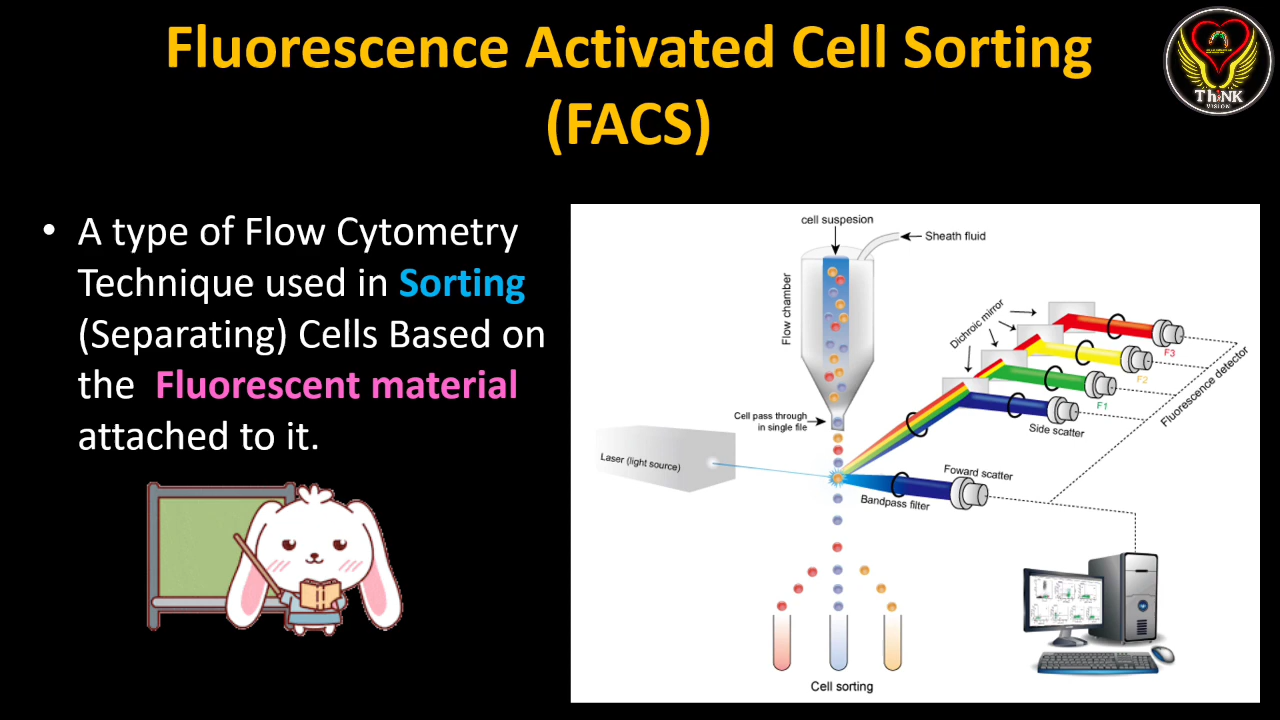 Fluorescence Activated Cell Sorting
(FACS)
ThiNK
VISION
• A type of Flow Cytometry
Technique used in Sorting
(Separating) Cells Based on
the Fluorescent material
attached to it.
cell suspesion
Sheath fluid
Flow chamber
Dichroic mirror
F3
F2
F1
Fluorescence detector
Cell pass through
in single file
Side scatter
Laser (light source)
Foward scatter
Bandpass filter
Cell sorting